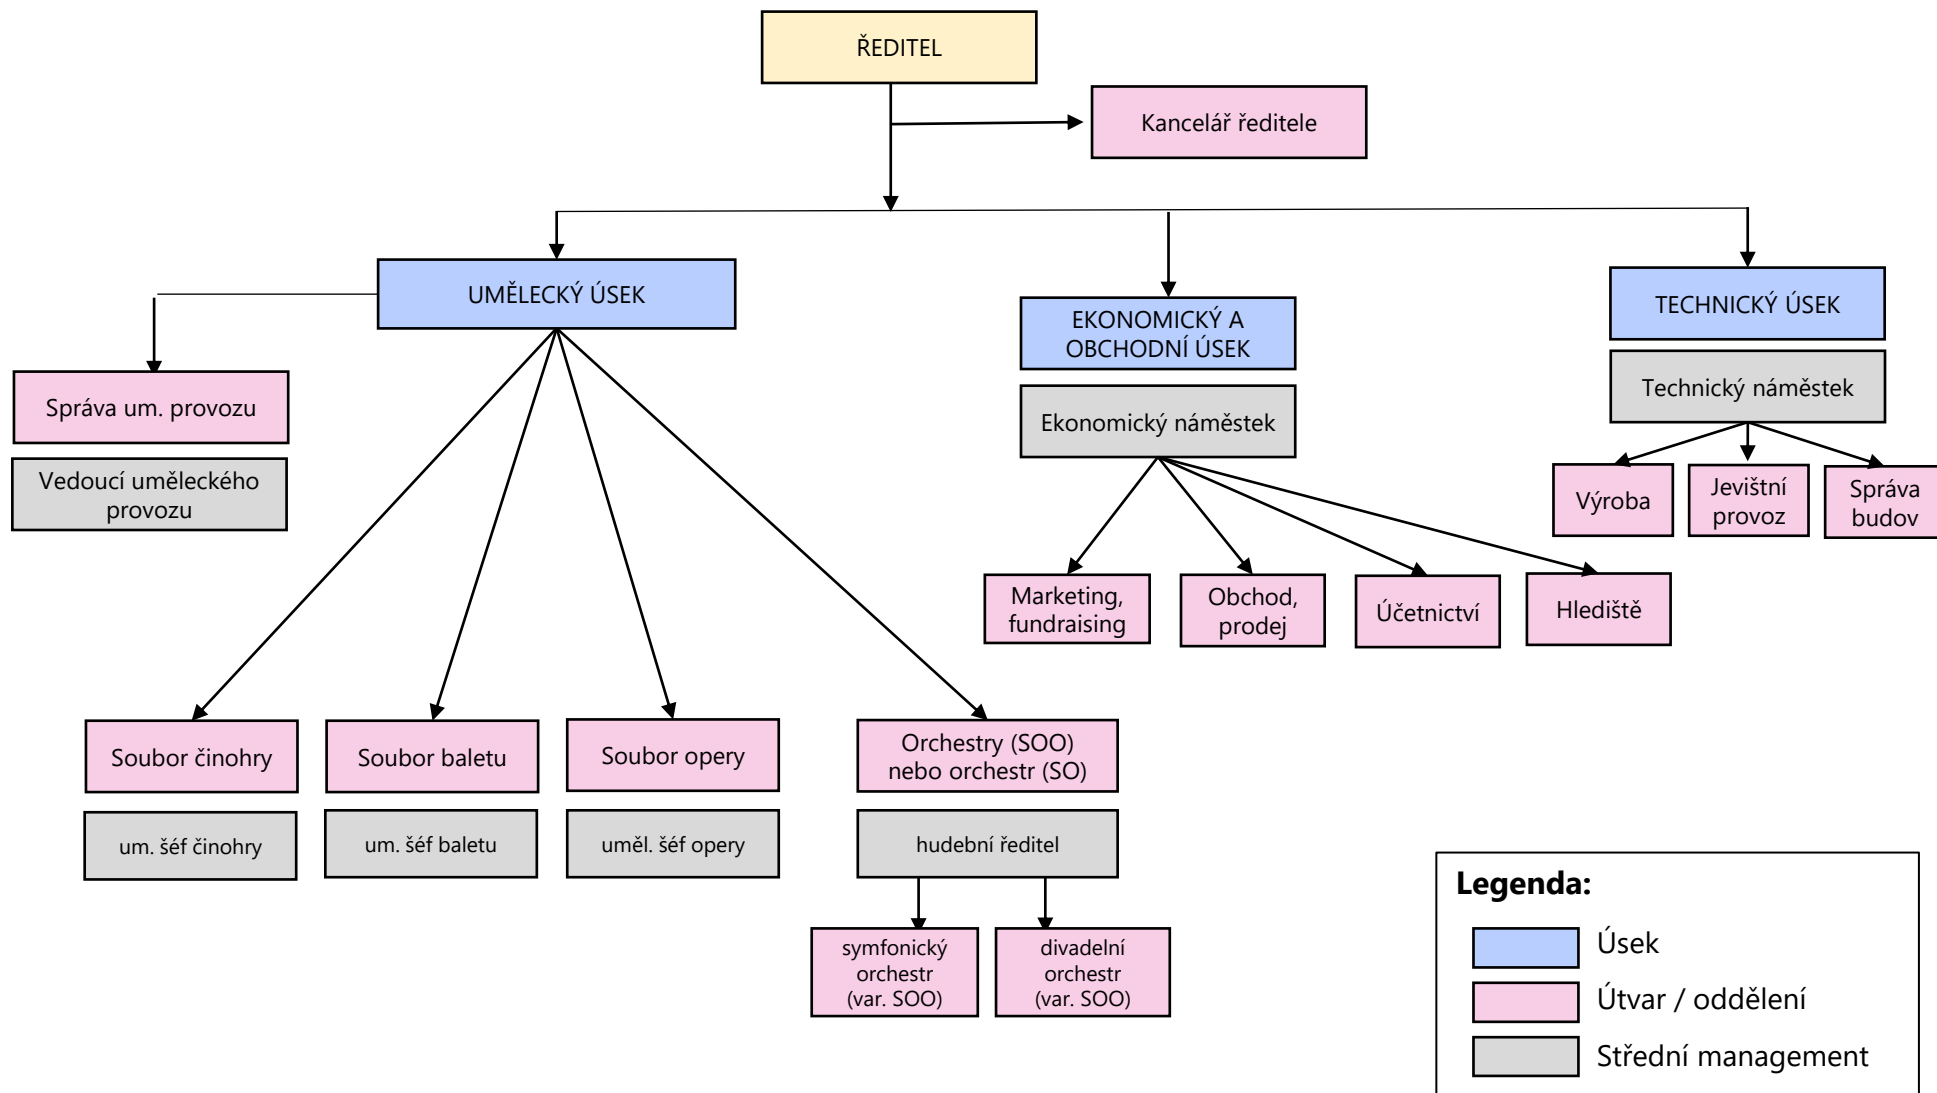 ŘEDITEL
Kancelář ředitele
UMĚLECKÝ ÚSEK
EKONOMICKÝ A
OBCHODNÍ ÚSEK
TECHNICKÝ ÚSEK
Správa um. provozu
Vedoucí uměleckého
provozu
Ekonomický náměstek
Technický náměstek
Výroba
Jevištní
provoz
Správa
budov
Marketing,
fundraising
Obchod,
prodej
Účetnictví
Hlediště
Soubor činohry
Soubor baletu
Soubor opery
Orchestry (SOO)
nebo orchestr (SO)
um. šéf činohry
um. šéf baletu
uměl. šéf opery
hudební ředitel
symfonický
orchestr
(var. SOO)
divadelní
orchestr
(var. SOO)
Legenda:
Úsek
Útvar / oddělení
Střední management